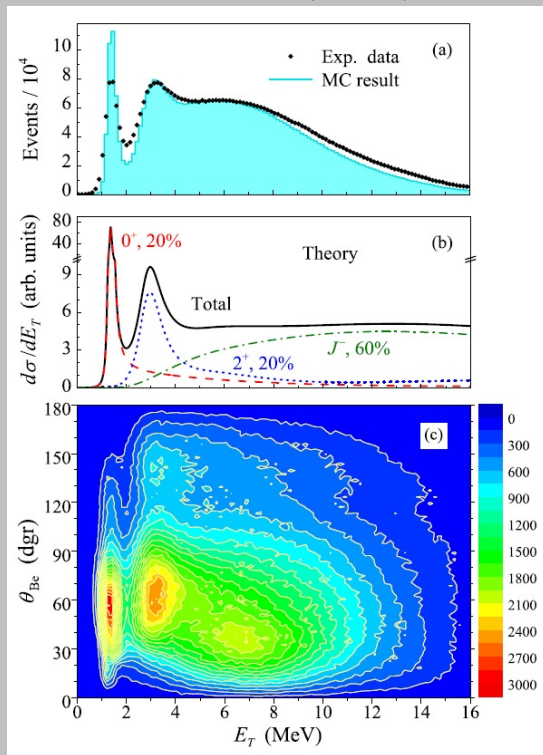 (a)
Exp. data
MC result
Events / 10⁴
10
8
6
4
2
0
(b)
Theory
0⁺, 20%
Total
2⁺, 20%
J⁻, 60%
dσ/dE_T (arb. units)
80
40
9
6
3
0
(c)
θ_Be (dgr)
180
150
120
90
60
30
0
0
300
600
900
1200
1500
1800
2100
2400
2700
3000
0 2 4 6 8 10 12 14 16
E_T (MeV)